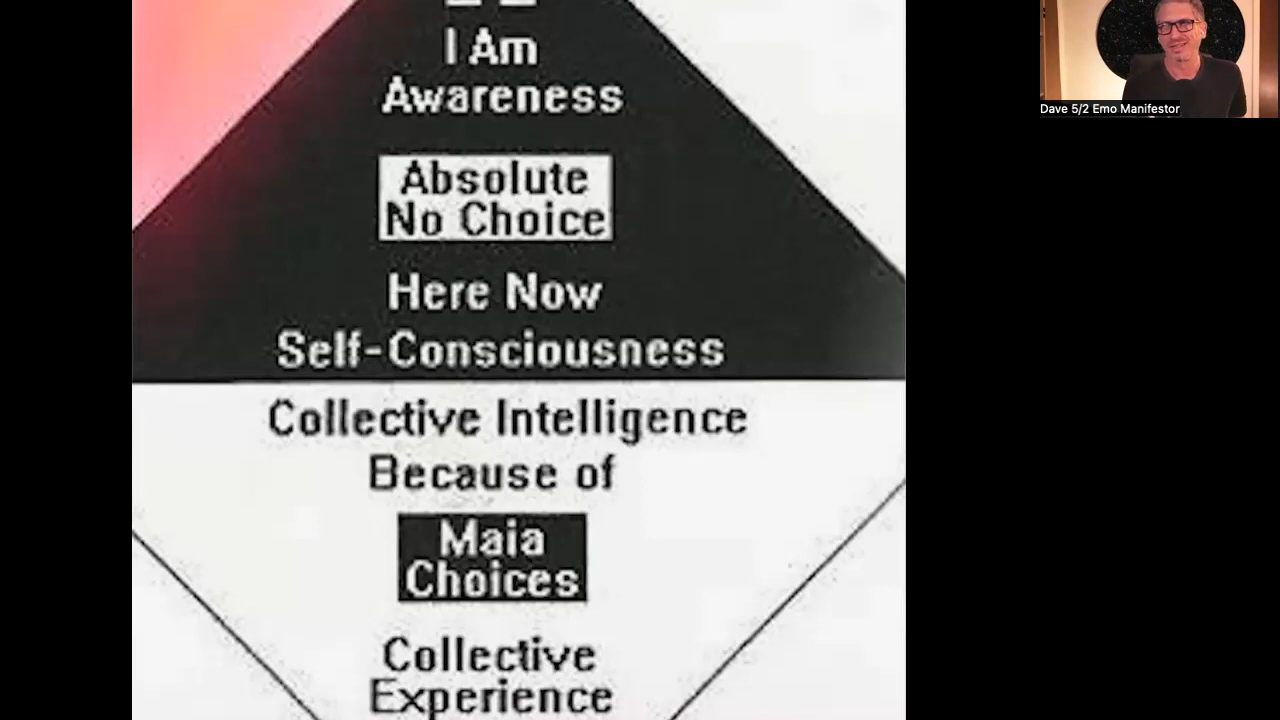 I Am
Awareness
Absolute
No Choice
Here Now
Self-Consciousness
Collective Intelligence
Because of
Maia
Choices
Collective
Experience
Dave 5/2 Emo Manifestor